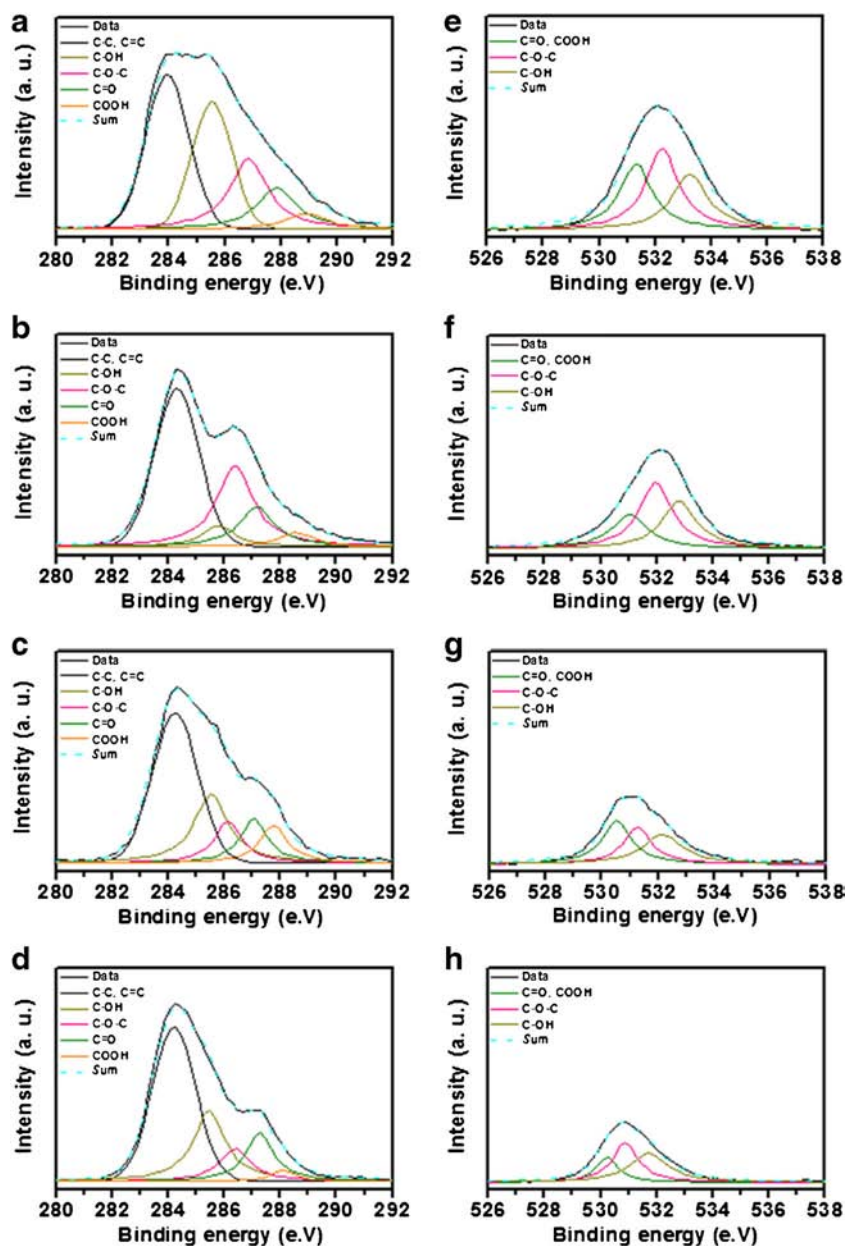 a
Data
C-C, C=C
C-OH
C-O-C
C=O
COOH
Sum
Intensity (a. u.)
280 282 284 286 288 290 292
Binding energy (e.V)
e
Data
C=O, COOH
C-O-C
C-OH
Sum
Intensity (a. u.)
526 528 530 532 534 536 538
Binding energy (e.V)
b
Data
C-C, C=C
C-OH
C-O-C
C=O
COOH
Sum
Intensity (a. u.)
280 282 284 286 288 290 292
Binding energy (e.V)
f
Data
C=O, COOH
C-O-C
C-OH
Sum
Intensity (a. u.)
526 528 530 532 534 536 538
Binding energy (e.V)
c
Data
C-C, C=C
C-OH
C-O-C
C=O
COOH
Sum
Intensity (a. u.)
280 282 284 286 288 290 292
Binding energy (e.V)
g
Data
C=O, COOH
C-O-C
C-OH
Sum
Intensity (a. u.)
526 528 530 532 534 536 538
Binding energy (e.V)
d
Data
C-C, C=C
C-OH
C-O-C
C=O
COOH
Sum
Intensity (a. u.)
280 282 284 286 288 290 292
Binding energy (e.V)
h
Data
C=O, COOH
C-O-C
C-OH
Sum
Intensity (a. u.)
526 528 530 532 534 536 538
Binding energy (e.V)